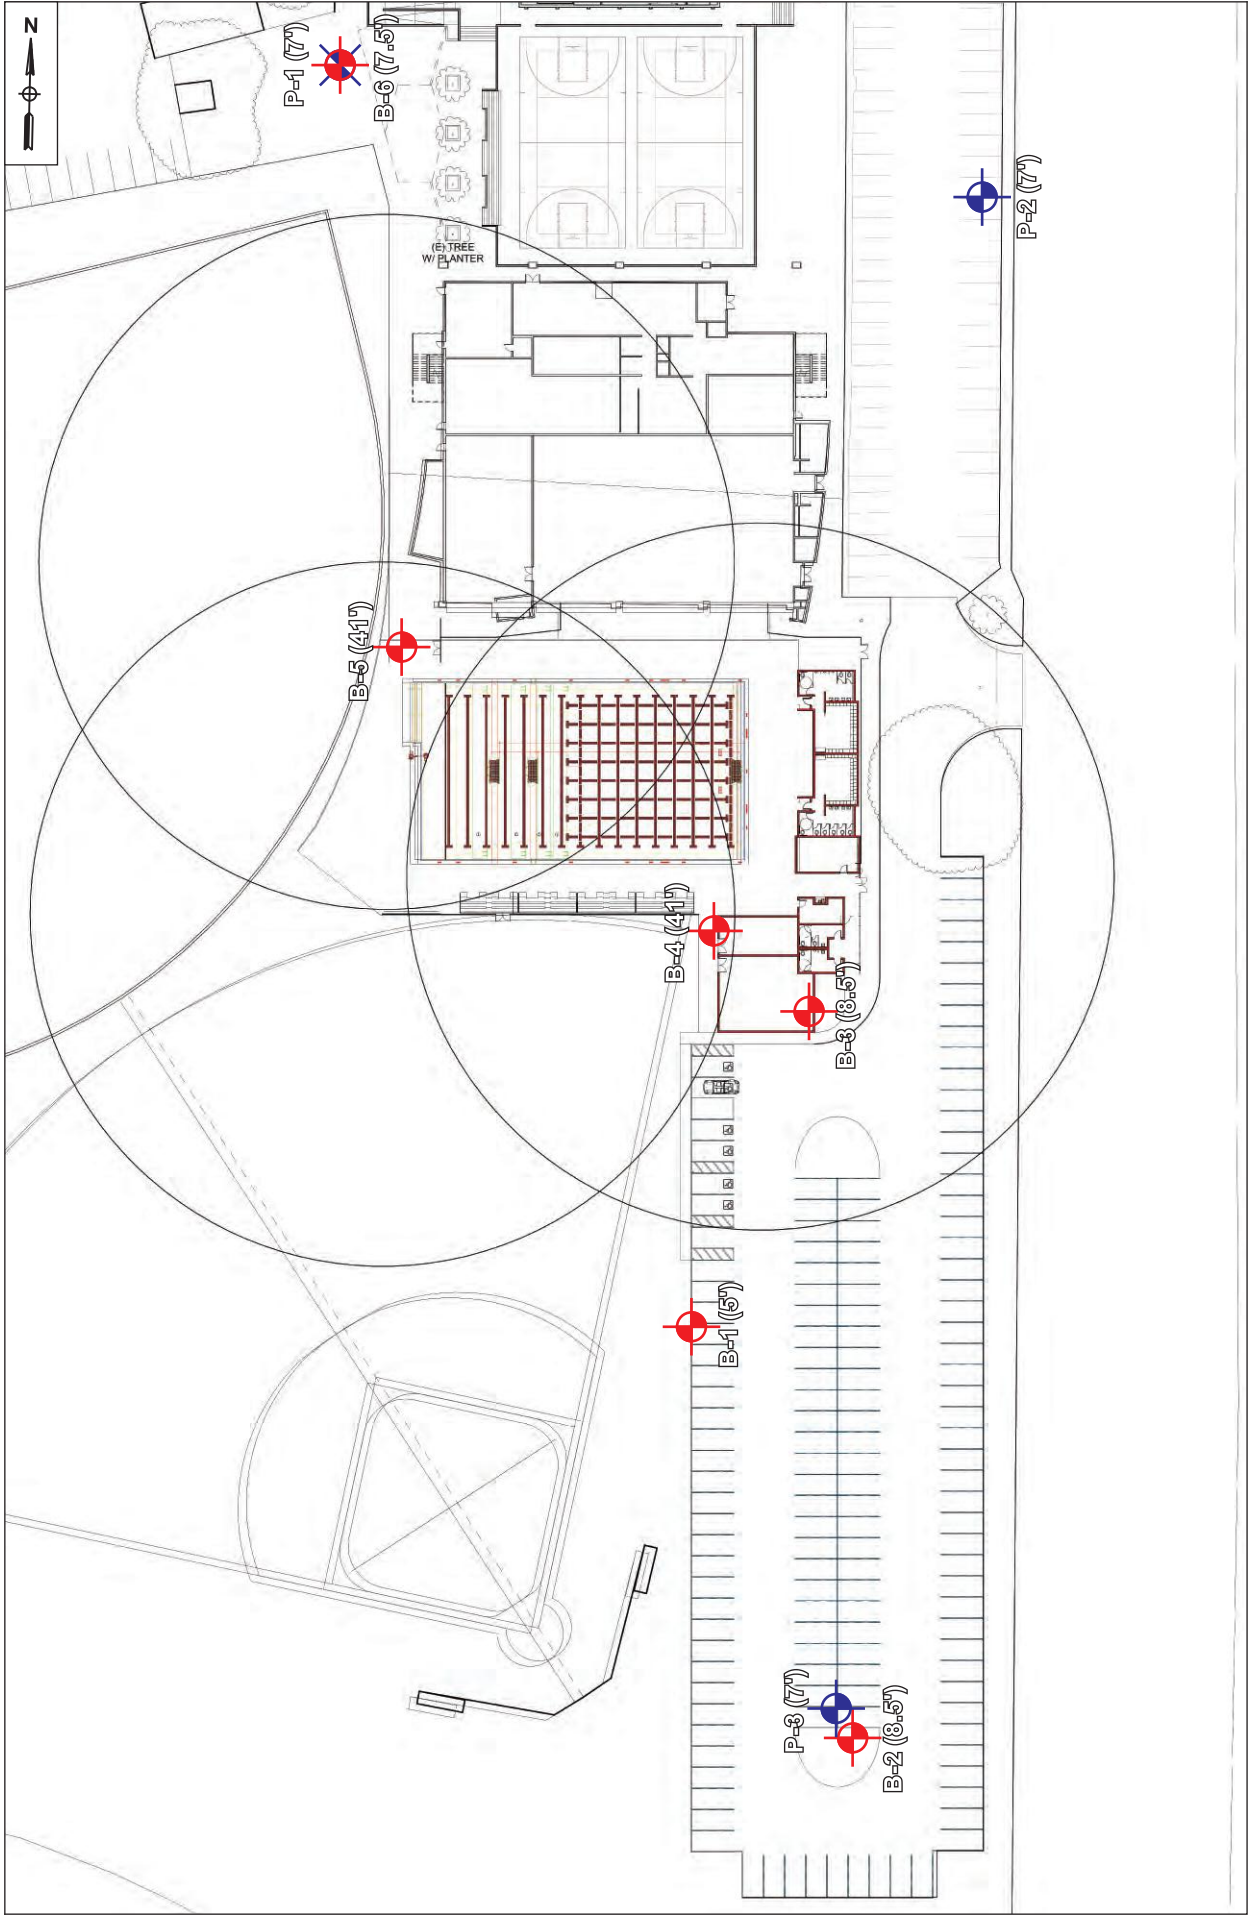 N
P-1 (7')
B-6 (7.5')
P-2 (7')
(E) TREE
W/ PLANTER
B-5 (41')
B-4 (41')
B-3 (8.5')
B-1 (5')
P-3 (7')
B-2 (8.5')